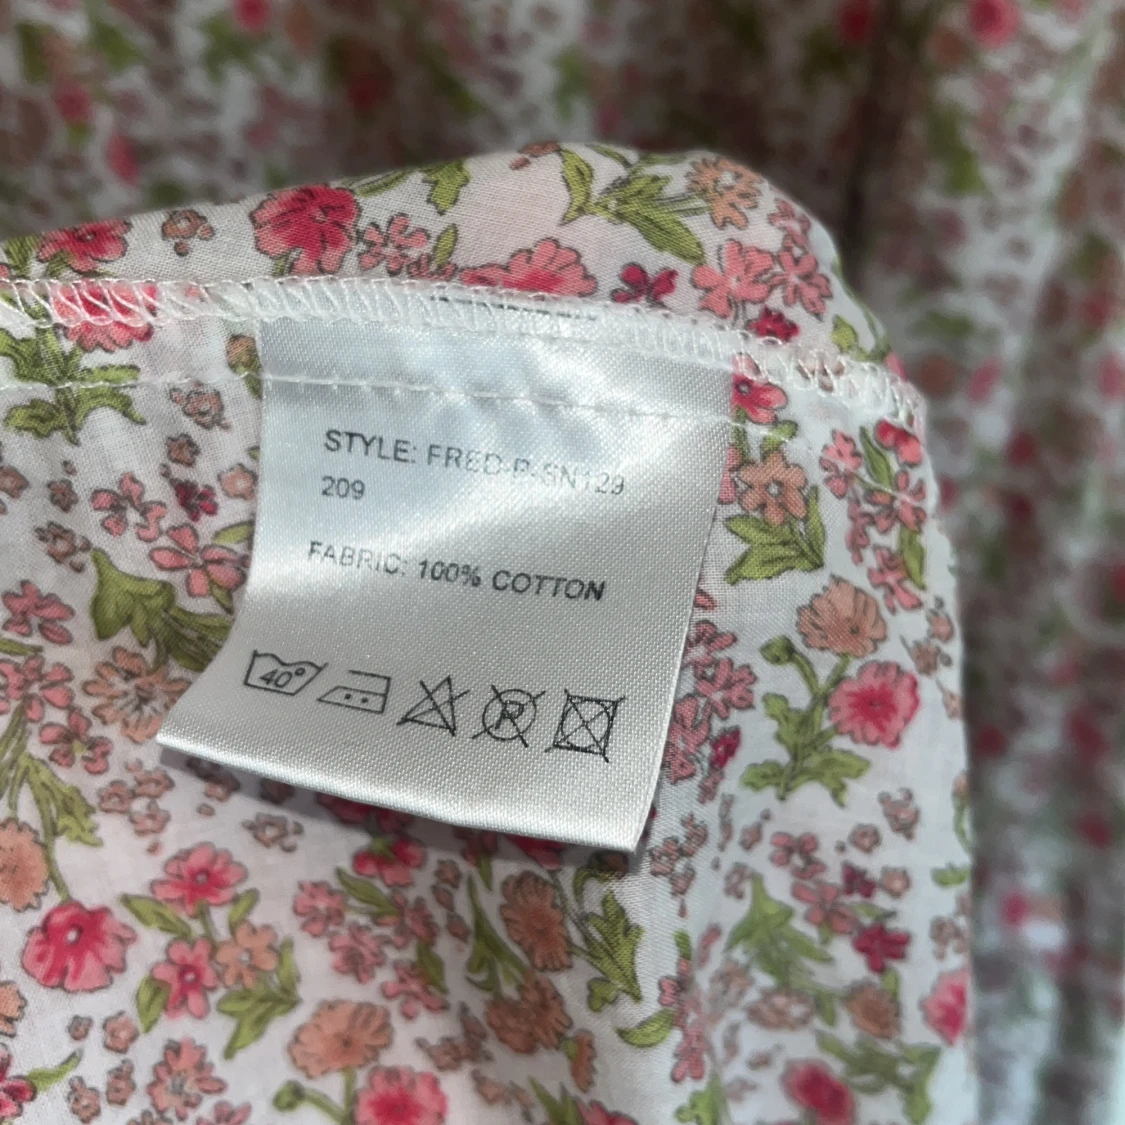 STYLE: FRED-R-SN129
209
FABRIC: 100% COTTON
40° R